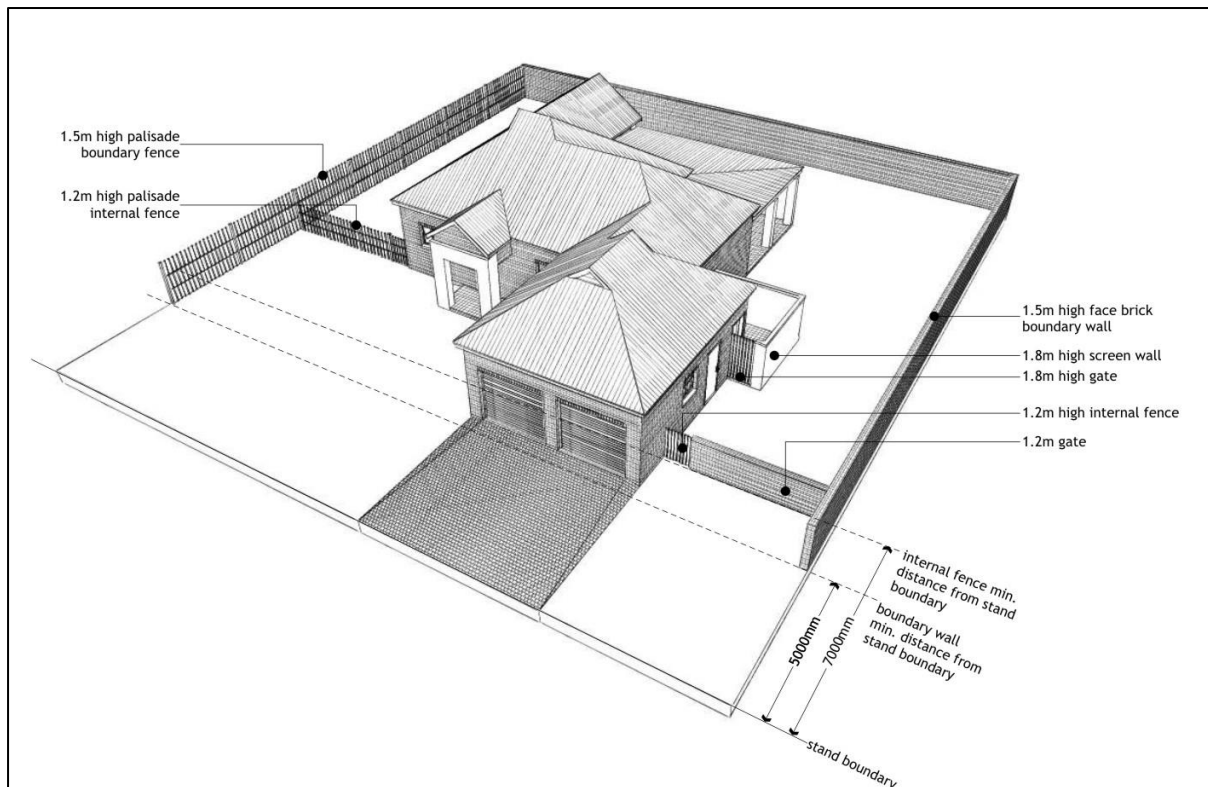 1.5m high palisade
boundary fence
1.2m high palisade
internal fence
1.5m high face brick
boundary wall
1.8m high screen wall
1.8m high gate
1.2m high internal fence
1.2m gate
internal fence min.
distance from stand
boundary
boundary wall
min. distance from
stand boundary
5000mm
7000mm
stand boundary